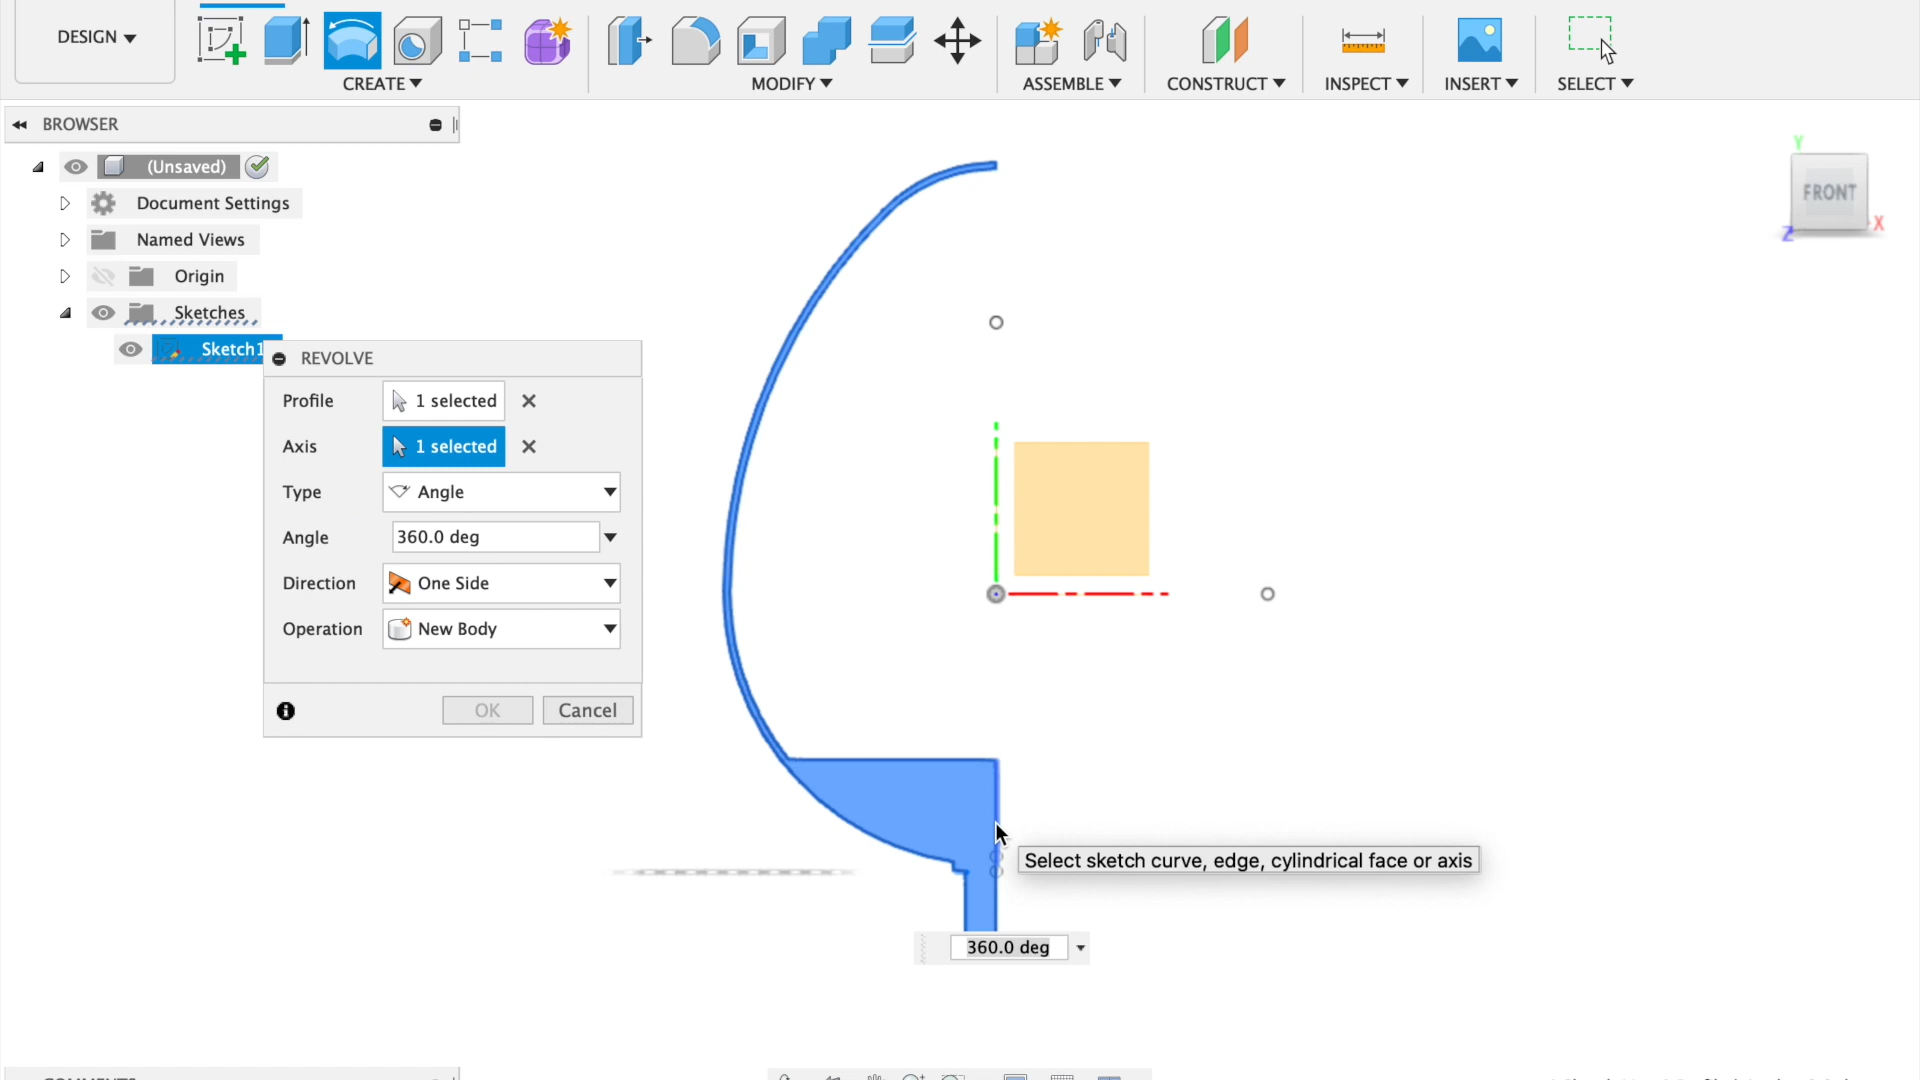 DESIGN
CREATE
MODIFY
ASSEMBLE
CONSTRUCT
INSPECT
INSERT
SELECT
BROWSER
(Unsaved)
Document Settings
Named Views
Origin
Sketches
Sketch1
REVOLVE
Profile 1 selected
Axis 1 selected
Type Angle
Angle 360.0 deg
Direction One Side
Operation New Body
OK Cancel
Y
FRONT
X
Z
Select sketch curve, edge, cylindrical face or axis
360.0 deg